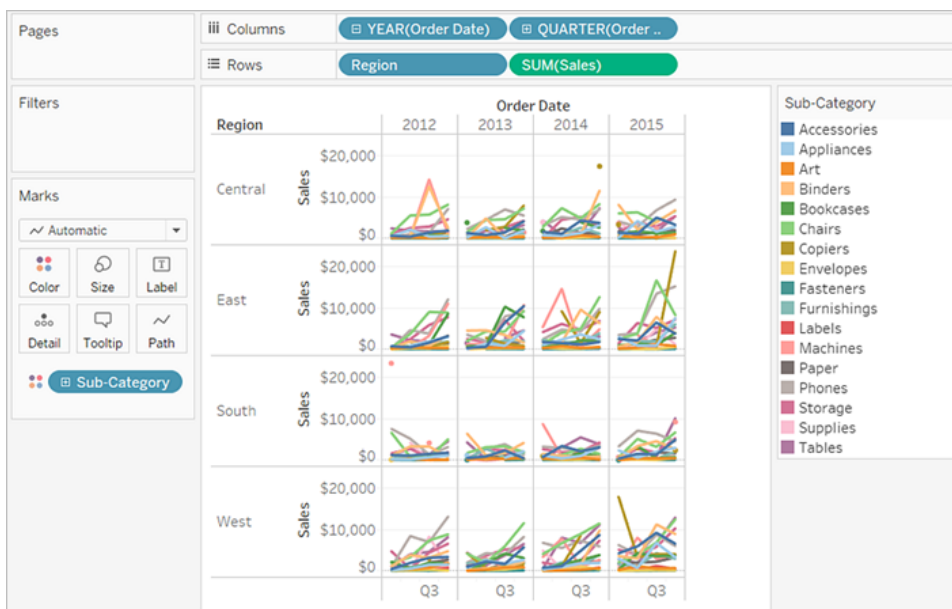 Pages
Columns
YEAR(Order Date)
QUARTER(Order ..
Rows
Region
SUM(Sales)
Filters
Marks
Automatic
Color
Size
Label
Detail
Tooltip
Path
Sub-Category
Order Date
Region
2012
2013
2014
2015
Central
Sales
$20,000
$10,000
$0
East
Sales
$20,000
$10,000
$0
South
Sales
$20,000
$10,000
$0
West
Sales
$20,000
$10,000
$0
Q3
Q3
Q3
Q3
Sub-Category
Accessories
Appliances
Art
Binders
Bookcases
Chairs
Copiers
Envelopes
Fasteners
Furnishings
Labels
Machines
Paper
Phones
Storage
Supplies
Tables